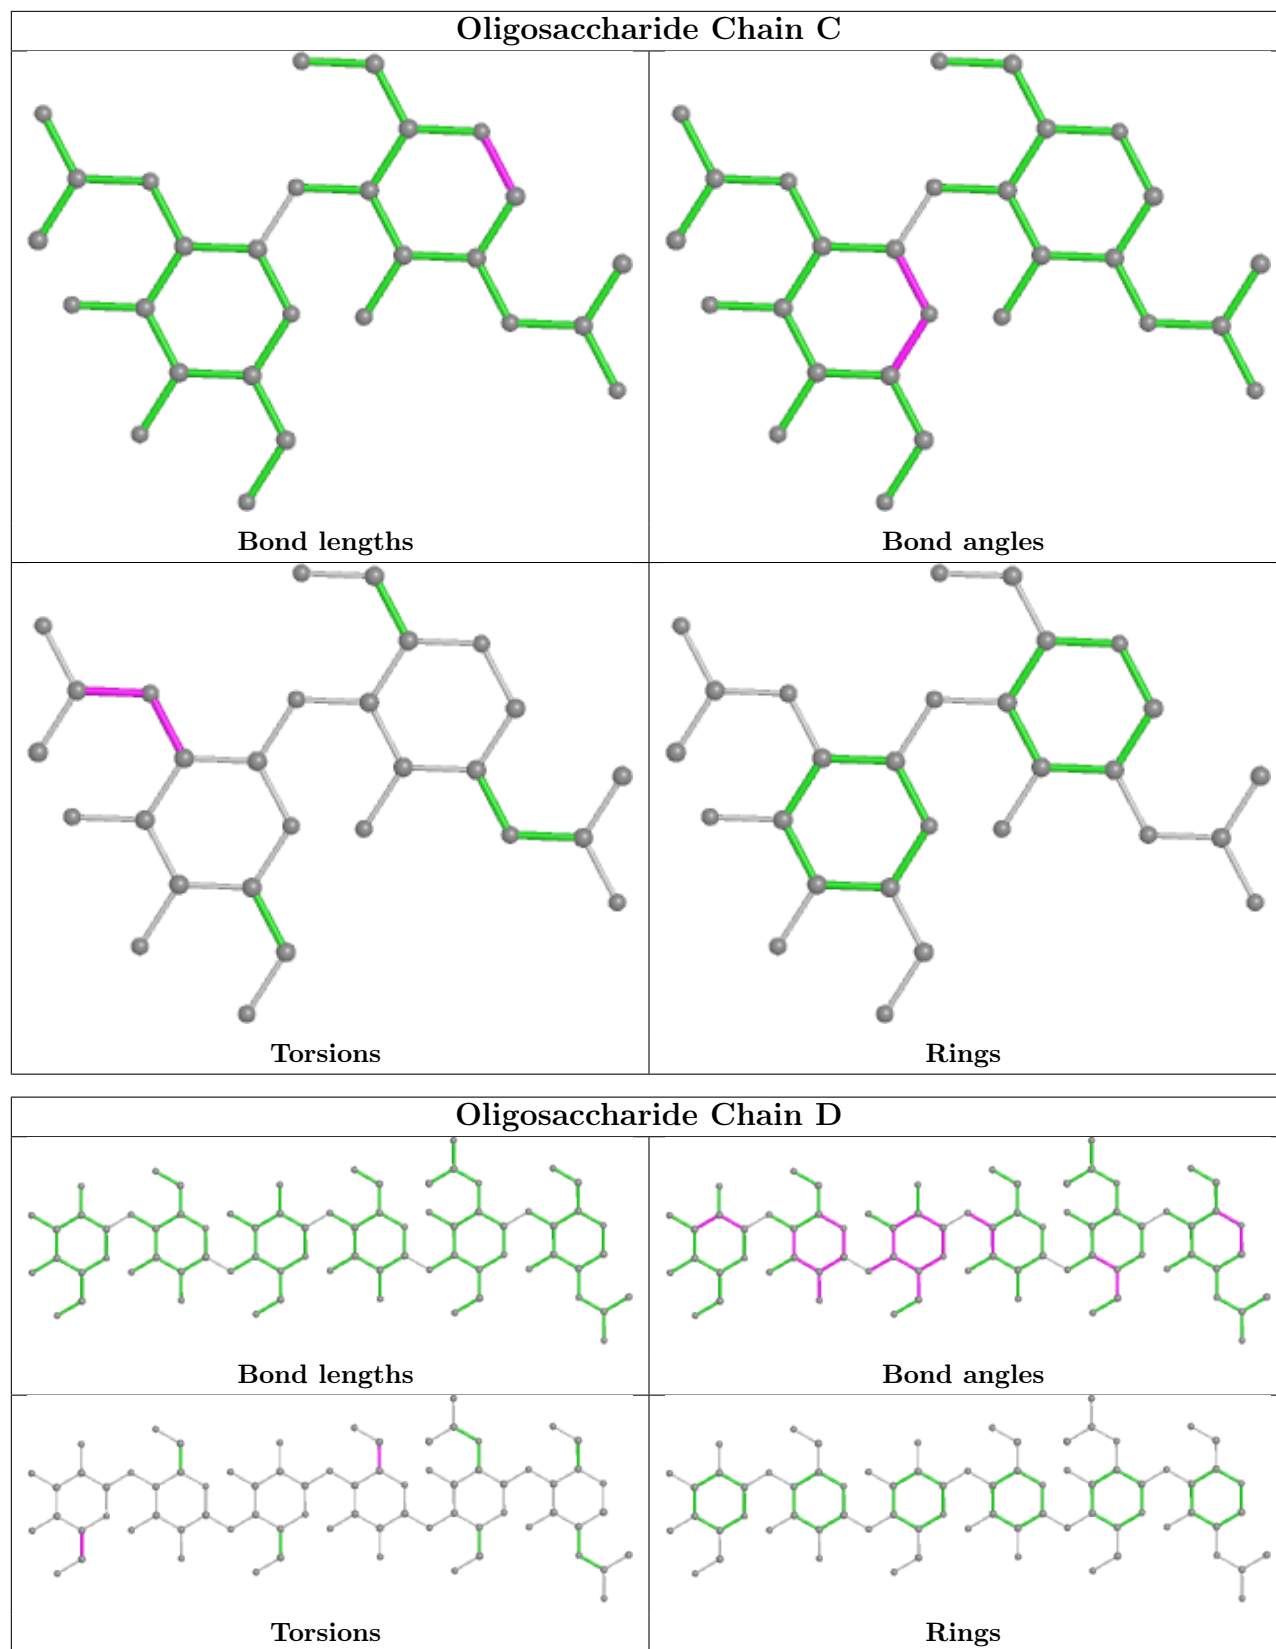 Oligosaccharide Chain C
Bond lengths
Bond angles
Torsions
Rings
Oligosaccharide Chain D
Bond lengths
Bond angles
Torsions
Rings